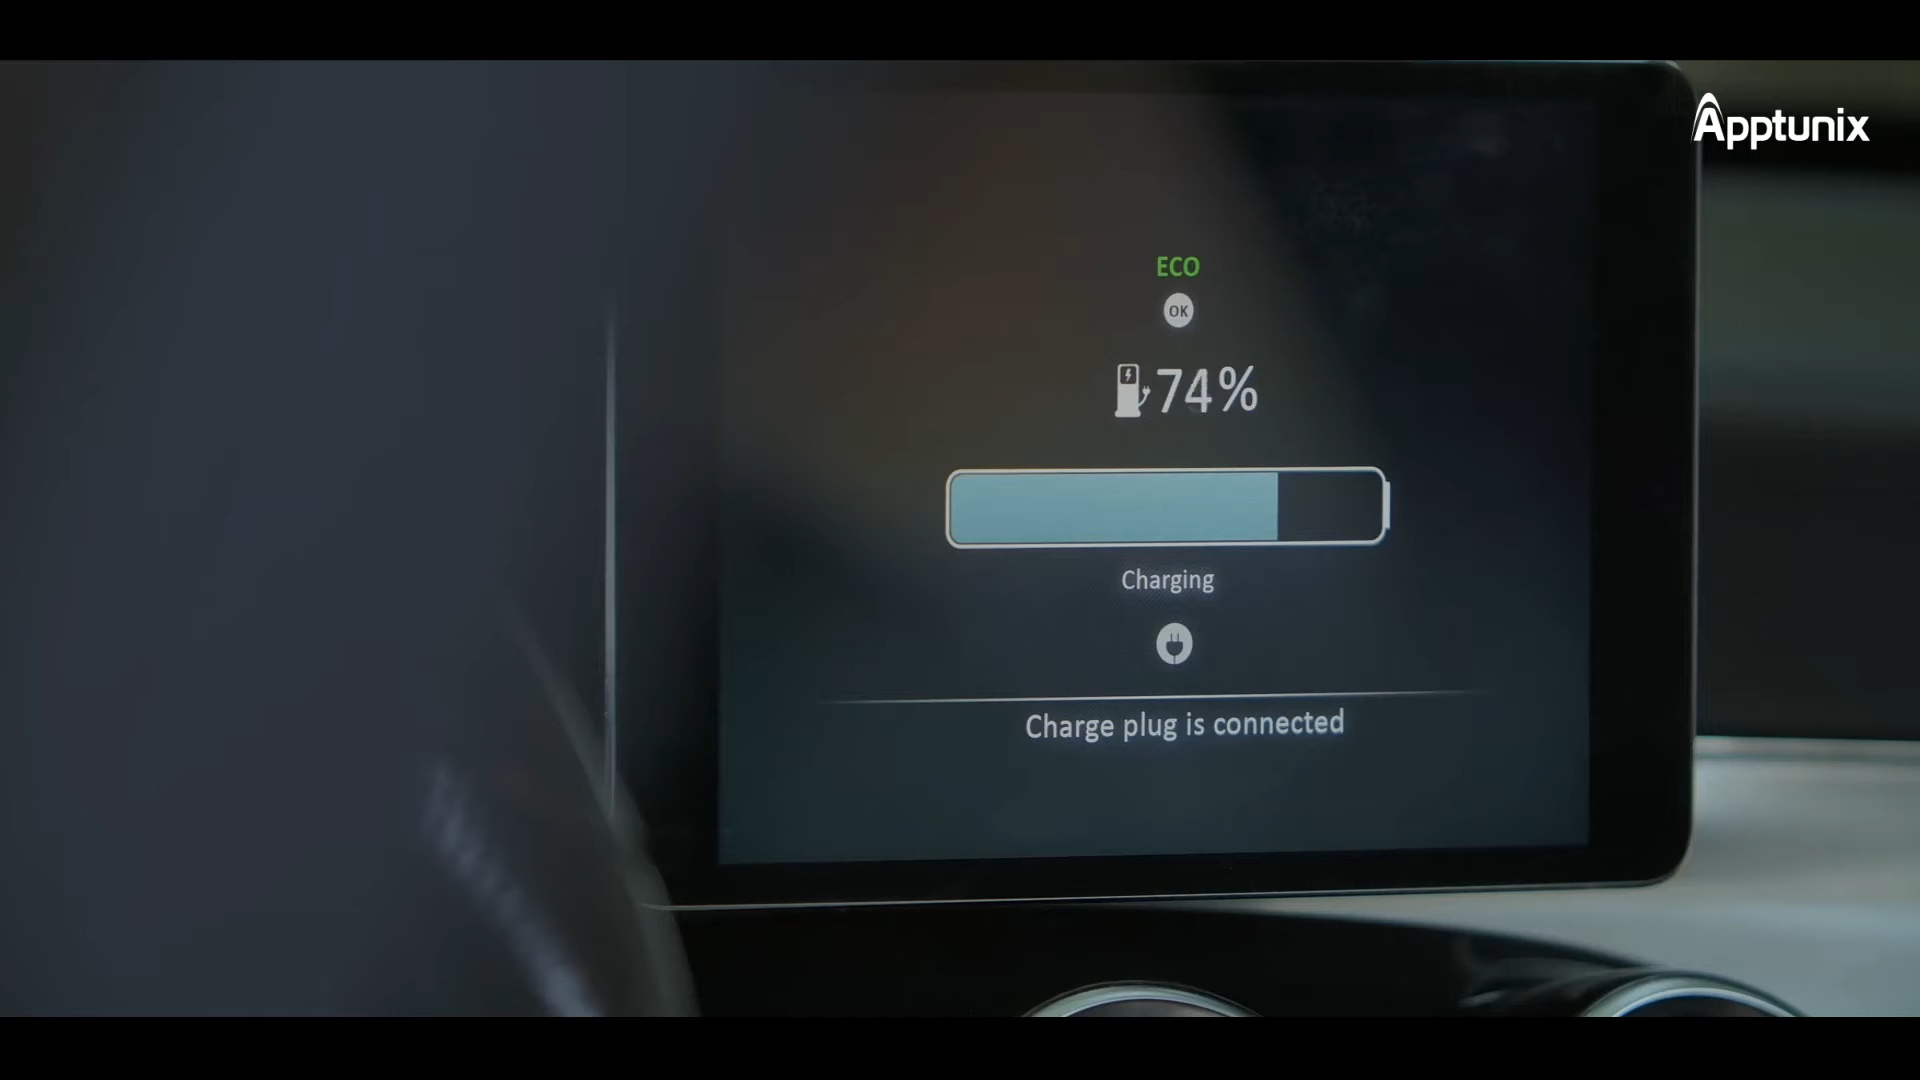 Apptunix
ECO
OK
74%
Charging
Charge plug is connected